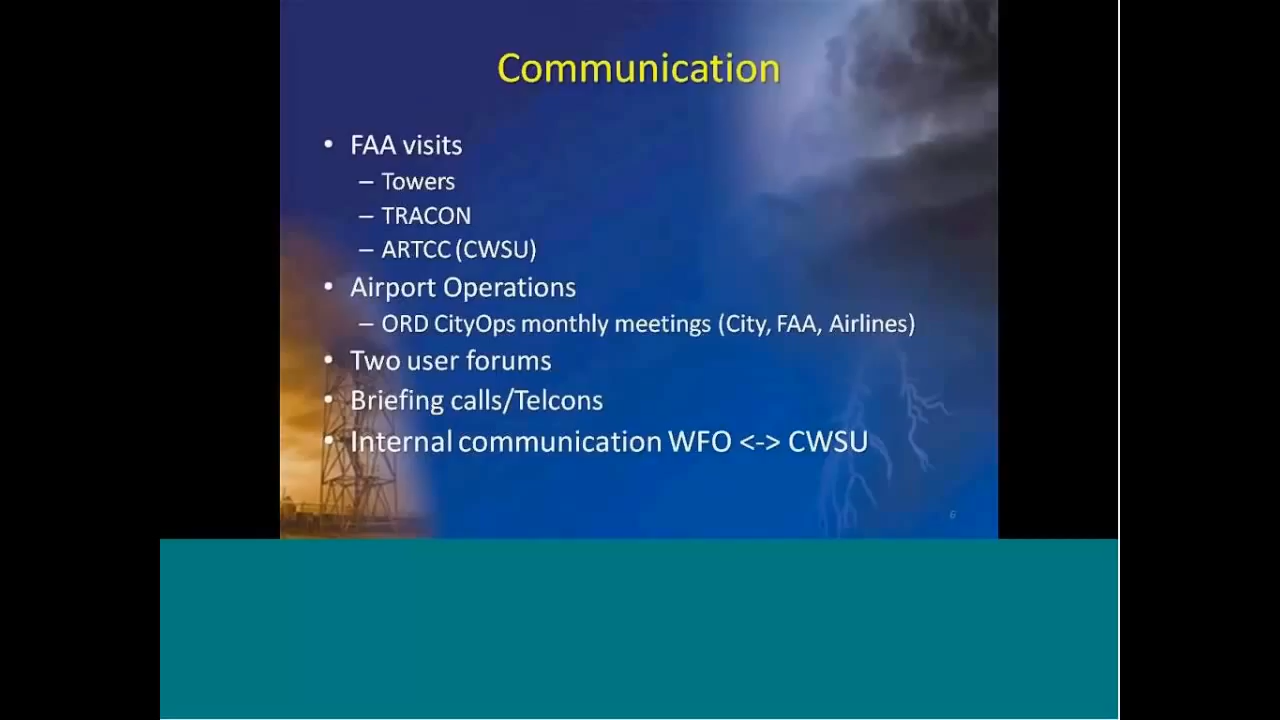 Communication
• FAA visits
– Towers
– TRACON
– ARTCC (CWSU)
• Airport Operations
– ORD CityOps monthly meetings (City, FAA, Airlines)
• Two user forums
• Briefing calls/Telcons
• Internal communication WFO <-> CWSU
6